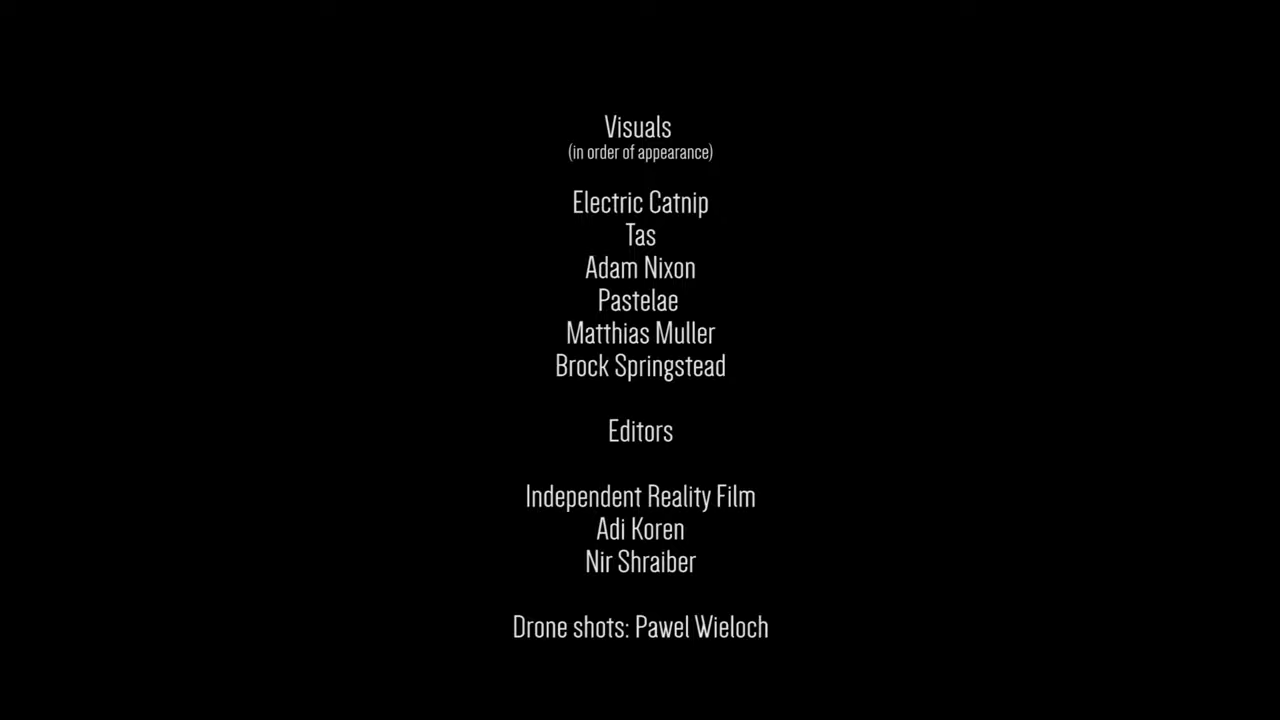 Visuals
(in order of appearance)
Electric Catnip
Tas
Adam Nixon
Pastelae
Matthias Muller
Brock Springstead
Editors
Independent Reality Film
Adi Koren
Nir Shraiber
Drone shots: Pawel Wieloch